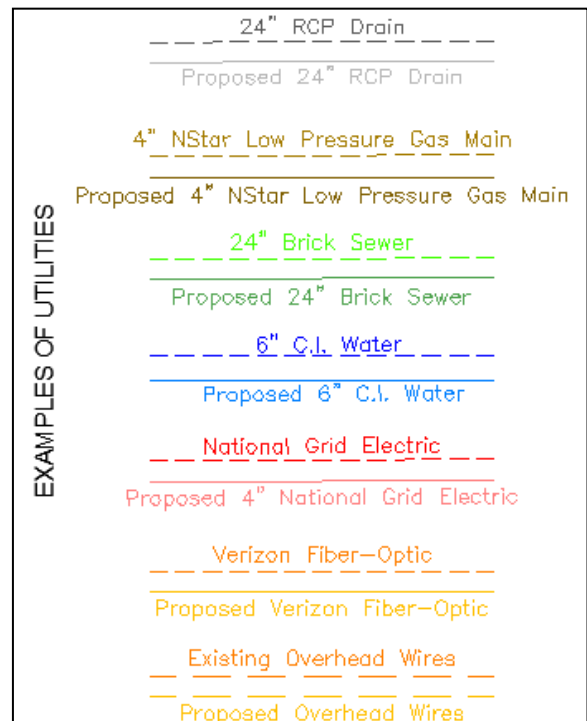 EXAMPLES OF UTILITIES
24" RCP Drain
Proposed 24" RCP Drain
4" NStar Low Pressure Gas Main
Proposed 4" NStar Low Pressure Gas Main
24" Brick Sewer
Proposed 24" Brick Sewer
6" C.I. Water
Proposed 6" C.I. Water
National Grid Electric
Proposed 4" National Grid Electric
Verizon Fiber-Optic
Proposed Verizon Fiber-Optic
Existing Overhead Wires
Proposed Overhead Wires